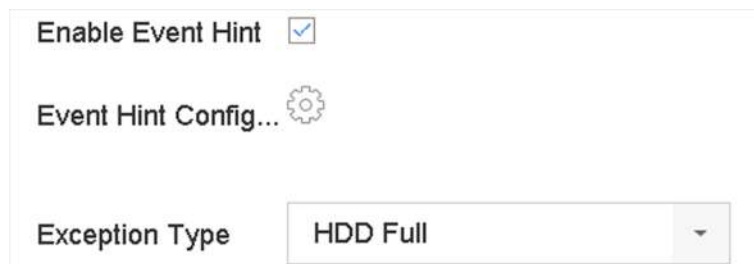 Enable Event Hint
Event Hint Config...
Exception Type HDD Full